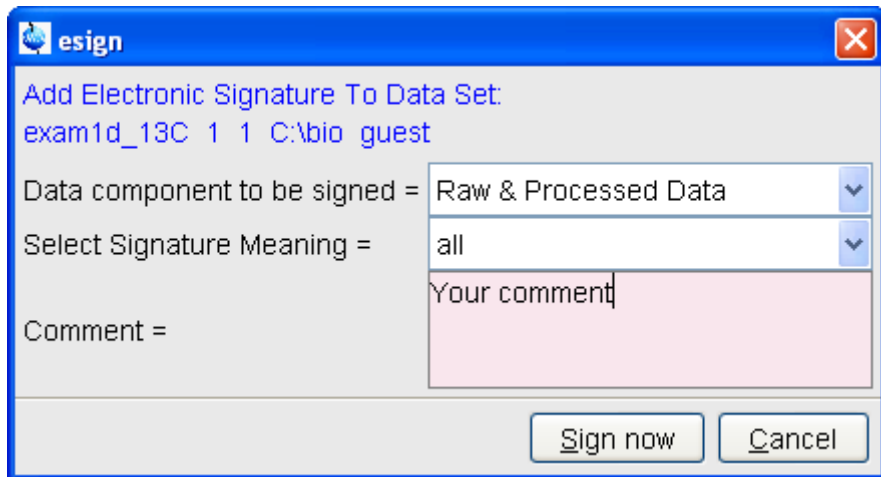 esign
Add Electronic Signature To Data Set:
exam1d_13C 1 1 C:\bio guest
Data component to be signed = Raw & Processed Data
Select Signature Meaning = all
Comment = Your comment
Sign now Cancel